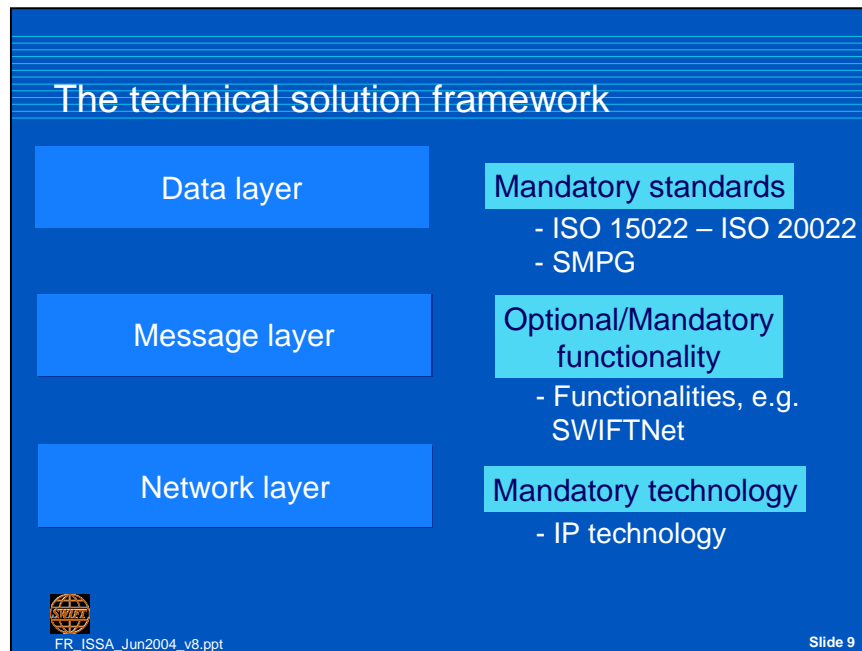 The technical solution framework
Data layer
Mandatory standards
- ISO 15022 – ISO 20022
- SMPG
Message layer
Optional/Mandatory
functionality
- Functionalities, e.g.
SWIFTNet
Network layer
Mandatory technology
- IP technology
SWIFT
FR_ISSA_Jun2004_v8.ppt
Slide 9